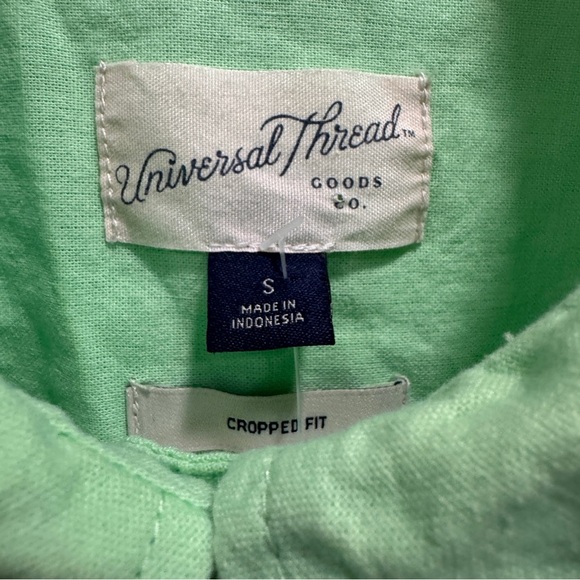 Universal Thread™
GOODS
CO.
S
MADE IN
INDONESIA
CROPPED FIT